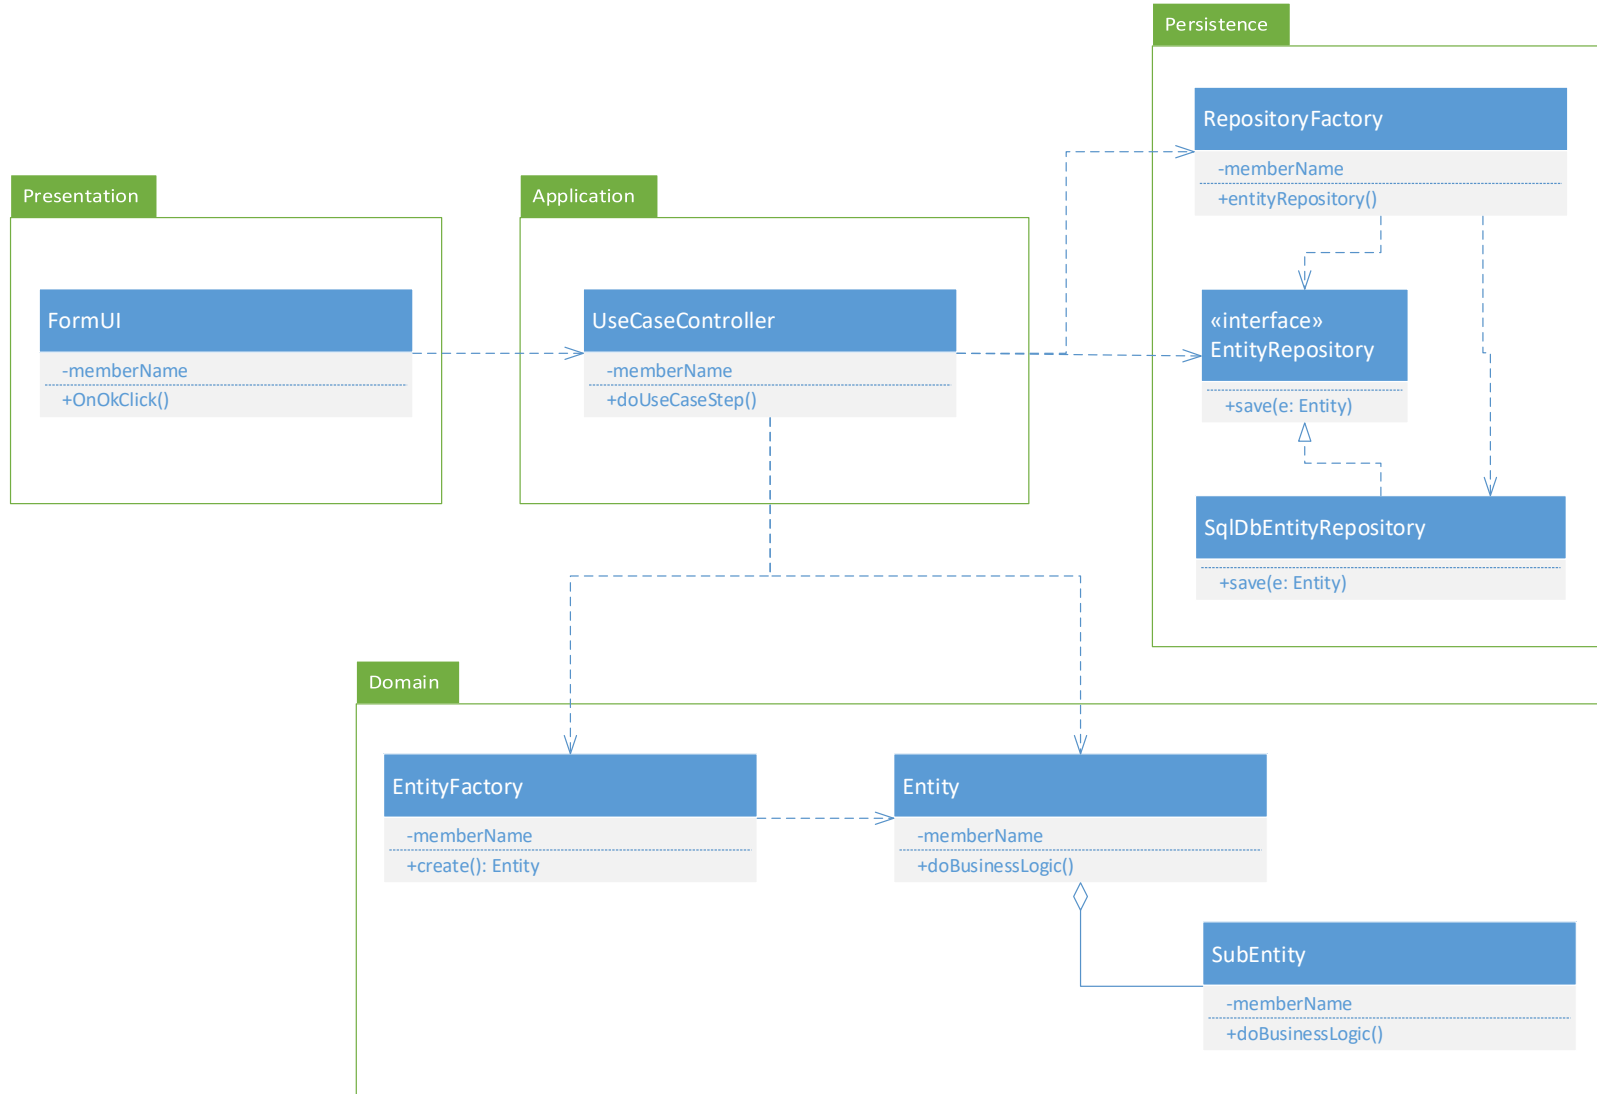 Persistence
RepositoryFactory
-memberName
+entityRepository()
Presentation
Application
FormUI
-memberName
+OnOkClick()
UseCaseController
-memberName
+doUseCaseStep()
«interface»
EntityRepository
+save(e: Entity)
SqlDbEntityRepository
+save(e: Entity)
Domain
EntityFactory
-memberName
+create(): Entity
Entity
-memberName
+doBusinessLogic()
SubEntity
-memberName
+doBusinessLogic()